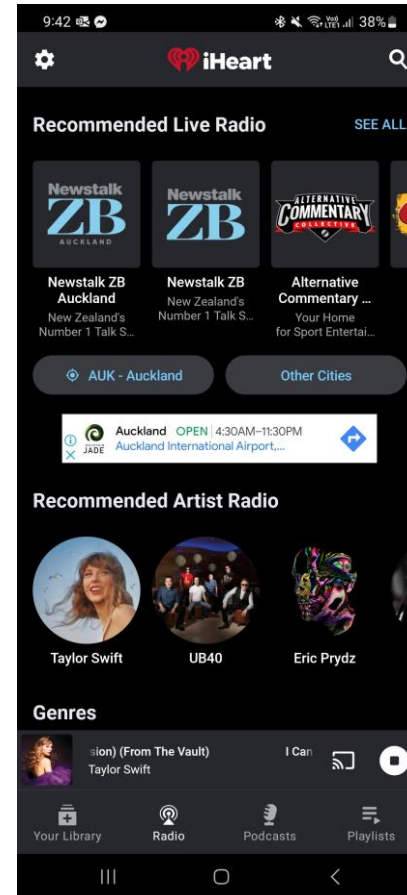 9:42
Vo)) LTE1 38%
iHeart
Recommended Live Radio SEE ALL
Newstalk ZB AUCKLAND
Newstalk ZB
ALTERNATIVE COMMENTARY COLLECTIVE
Newstalk ZB Auckland
New Zealand's Number 1 Talk S...
Newstalk ZB
New Zealand's Number 1 Talk S...
Alternative Commentary ...
Your Home for Sport Entertai...
AUK - Auckland
Other Cities
JADE
Auckland OPEN 4:30AM–11:30PM
Auckland International Airport,...
Recommended Artist Radio
Taylor Swift
UB40
Eric Prydz
Genres
sion) (From The Vault) I Can
Taylor Swift
Your Library
Radio
Podcasts
Playlists